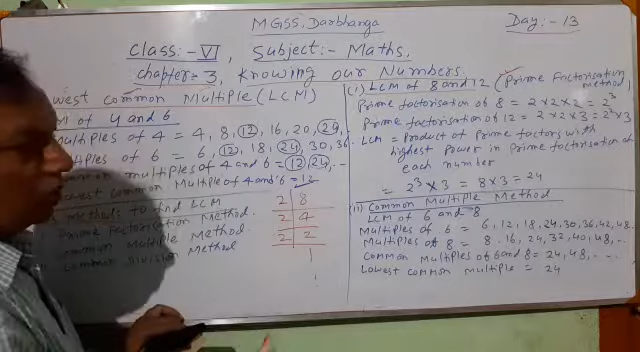 MGSS, Darbhanga
Day:- 13
Class:- VI, Subject:- Maths.
Chapter:- 3, Knowing our Numbers.
west Common Multiple (LCM)
M of 4 and 6
ultiples of 4 = 4, 8, 12, 16, 20, 24, ..
ltiples of 6 = 6, 12, 18, 24, 30, 36
mmon multiples of 4 and 6 = 12, 24, --
owest Common Multiple of 4 and 6 = 12
Methods to find LCM
Prime Factorisation Method.
ommon Multiple Method.
Common Division Method
2 | 8
2 | 4
2 | 2
1
(i) LCM of 8 and 12 (Prime Factorisation Method)
Prime factorisation of 8 = 2×2×2 = 2³
Prime factorisation of 12 = 2×2×3 = 2²×3
LCM = Product of Prime factors with
highest Power in Prime factorisation of
each number
= 2³×3 = 8×3 = 24
(ii) Common Multiple Method
LCM of 6 and 8
Multiples of 6 = 6, 12, 18, 24, 30, 36, 42, 48,
Multiples of 8 = 8, 16, 24, 32, 40, 48, --
Common Multiples of 6 and 8 = 24, 48, - --
Lowest common multiple = 24